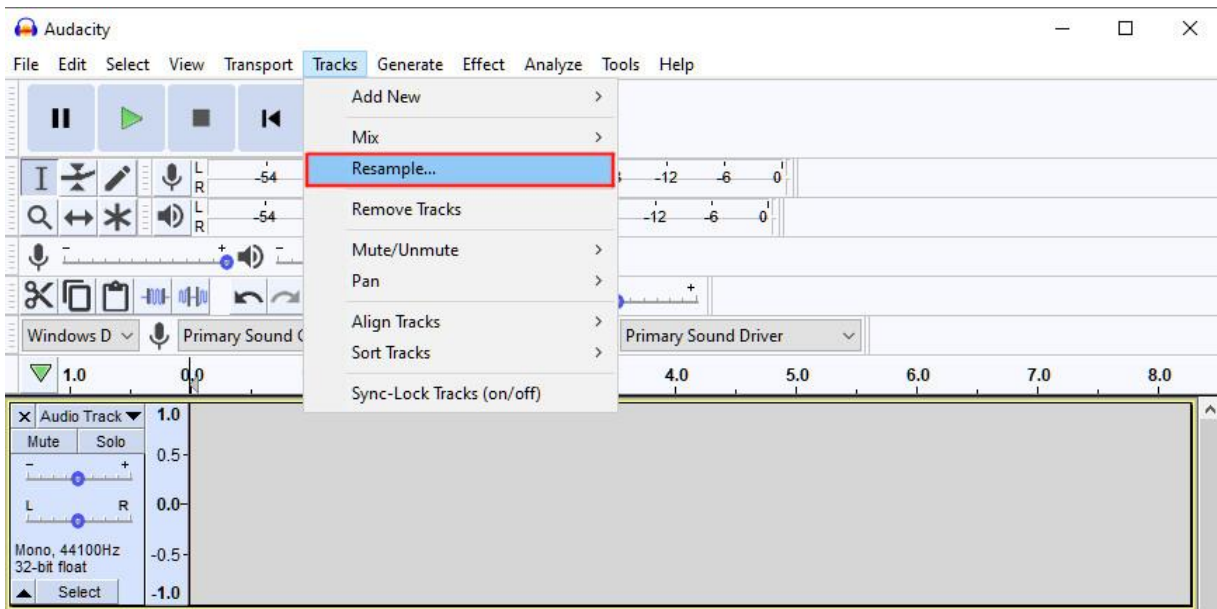 Audacity
File Edit Select View Transport Tracks Generate Effect Analyze Tools Help
Add New
Mix
Resample...
L R -54 -12 -6 0
Remove Tracks
L R -54 -12 -6 0
Mute/Unmute
- + -
Pan
+
Align Tracks
Windows D Primary Sound Primary Sound Driver
Sort Tracks
1.0 0.0 4.0 5.0 6.0 7.0 8.0
Sync-Lock Tracks (on/off)
X Audio Track 1.0
Mute Solo
0.5
- +
L R 0.0
Mono, 44100Hz -0.5
32-bit float
Select -1.0